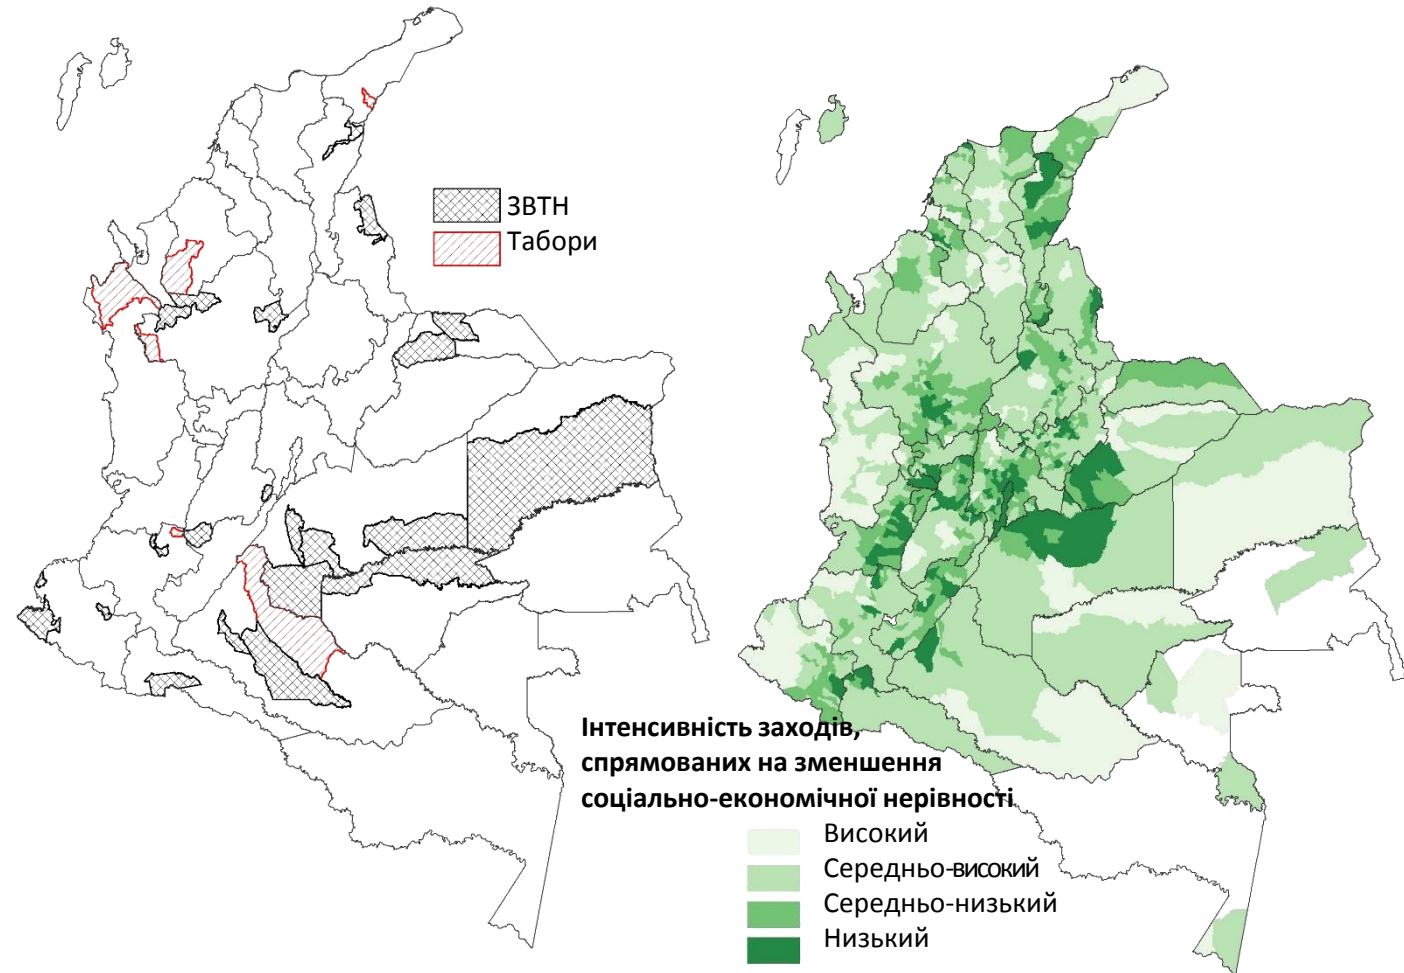 ЗВТН
Табори
Інтенсивність заходів,
спрямованих на зменшення
соціально-економічної нерівності
Високий
Середньо-високий
Середньо-низький
Низький